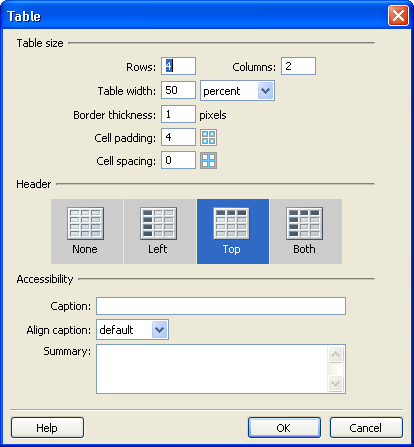 Table
Table size
Rows: 4 Columns: 2
Table width: 50 percent
Border thickness: 1 pixels
Cell padding: 4
Cell spacing: 0
Header
None Left Top Both
Accessibility
Caption:
Align caption: default
Summary:
Help OK Cancel